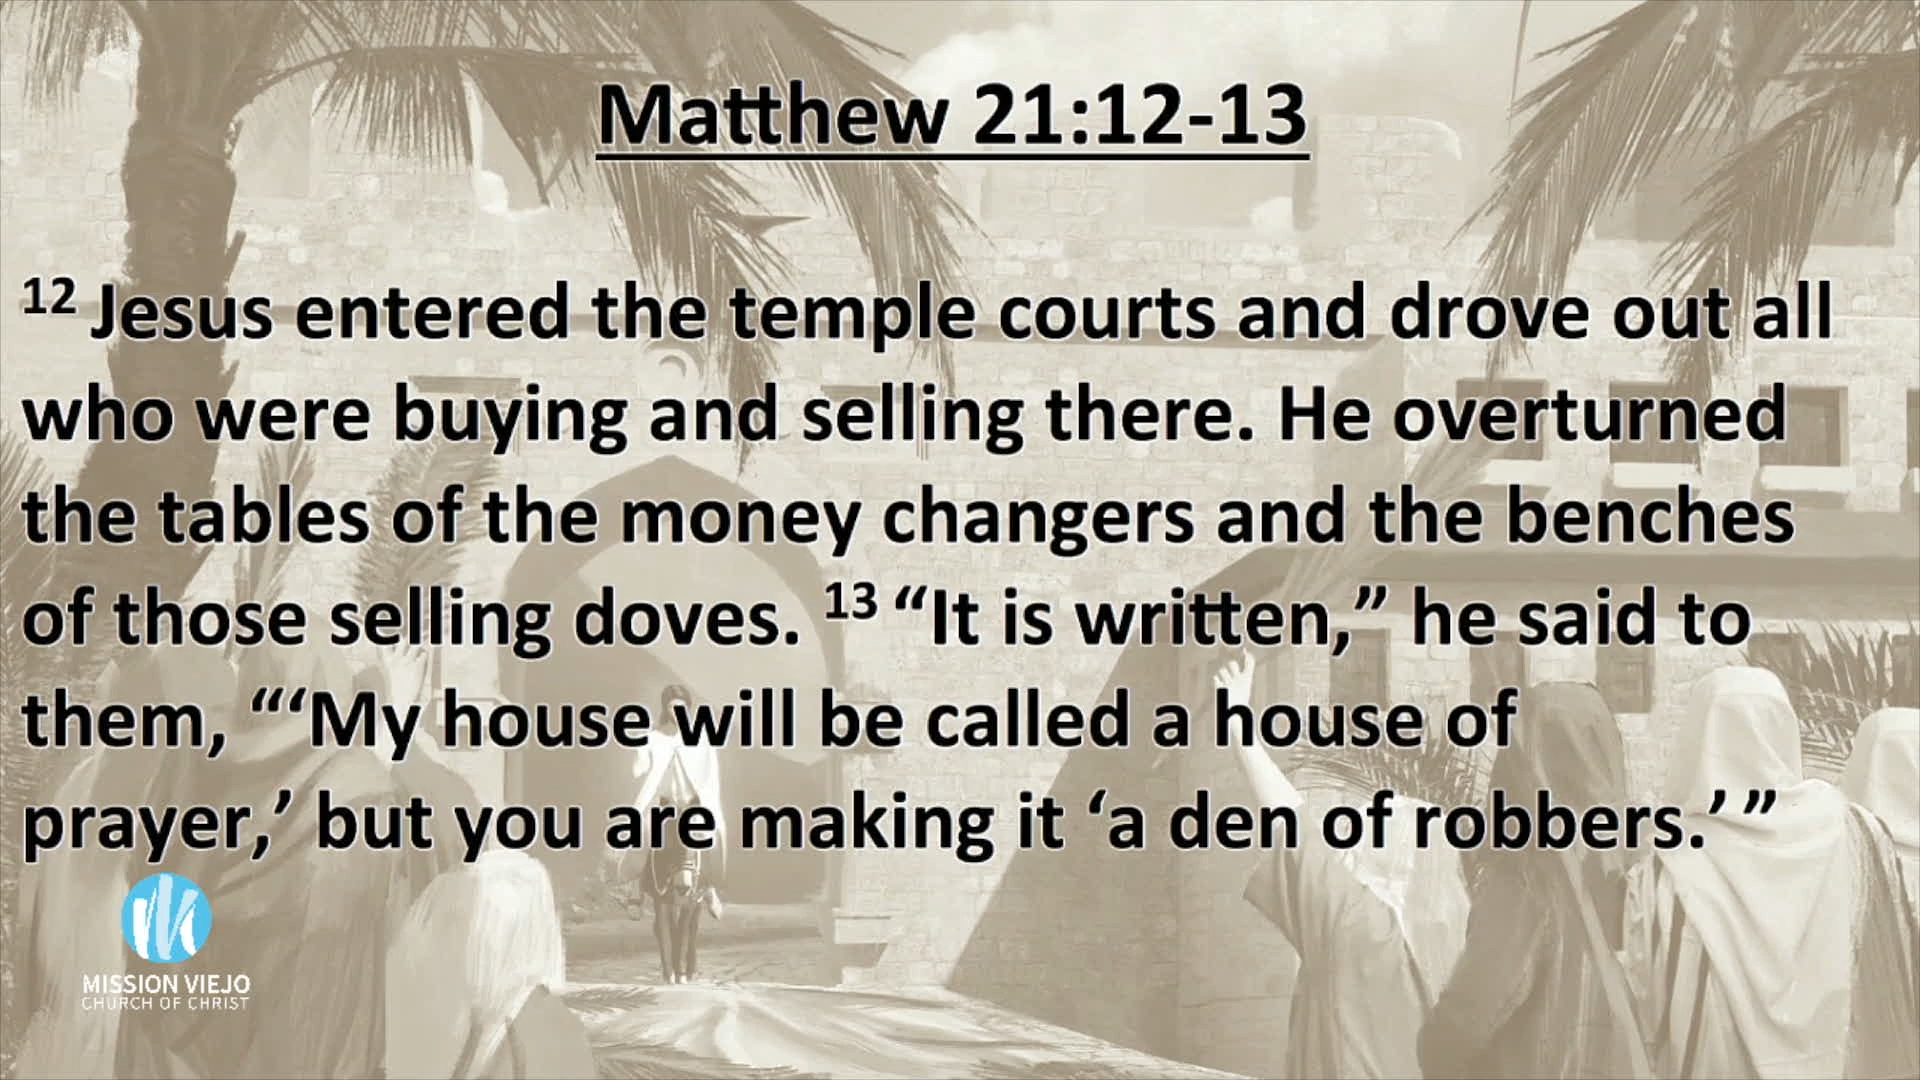 Matthew 21:12-13
12 Jesus entered the temple courts and drove out all
who were buying and selling there. He overturned
the tables of the money changers and the benches
of those selling doves. 13 “It is written,” he said to
them, “‘My house will be called a house of
prayer,’ but you are making it ‘a den of robbers.’ ”
MISSION VIEJO
CHURCH OF CHRIST